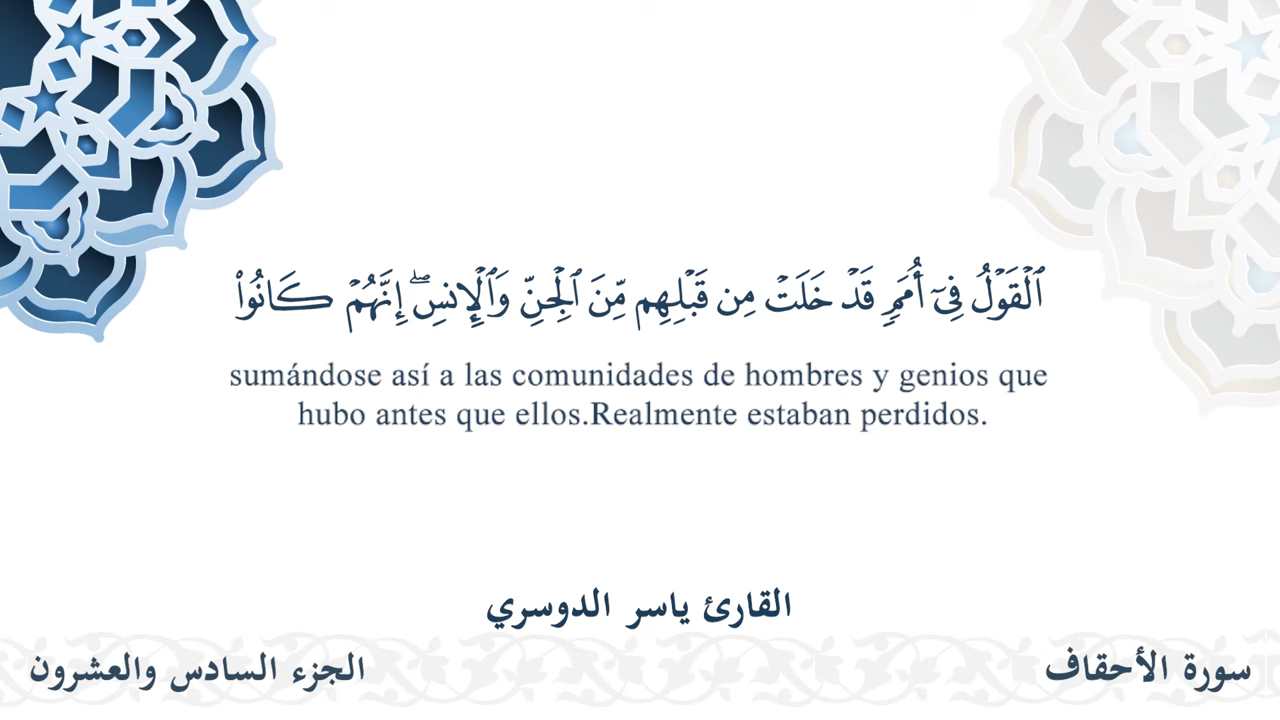 ٱلۡقَوۡلُ فِيٓ أُمَمٖ قَدۡ خَلَتۡ مِن قَبۡلِهِم مِّنَ ٱلۡجِنِّ وَٱلۡإِنسِۖ إِنَّهُمۡ كَانُواْ
sumándose así a las comunidades de hombres y genios que
hubo antes que ellos.Realmente estaban perdidos.
القارئ ياسر الدوسري
سورة الأحقاف
الجزء السادس والعشرون